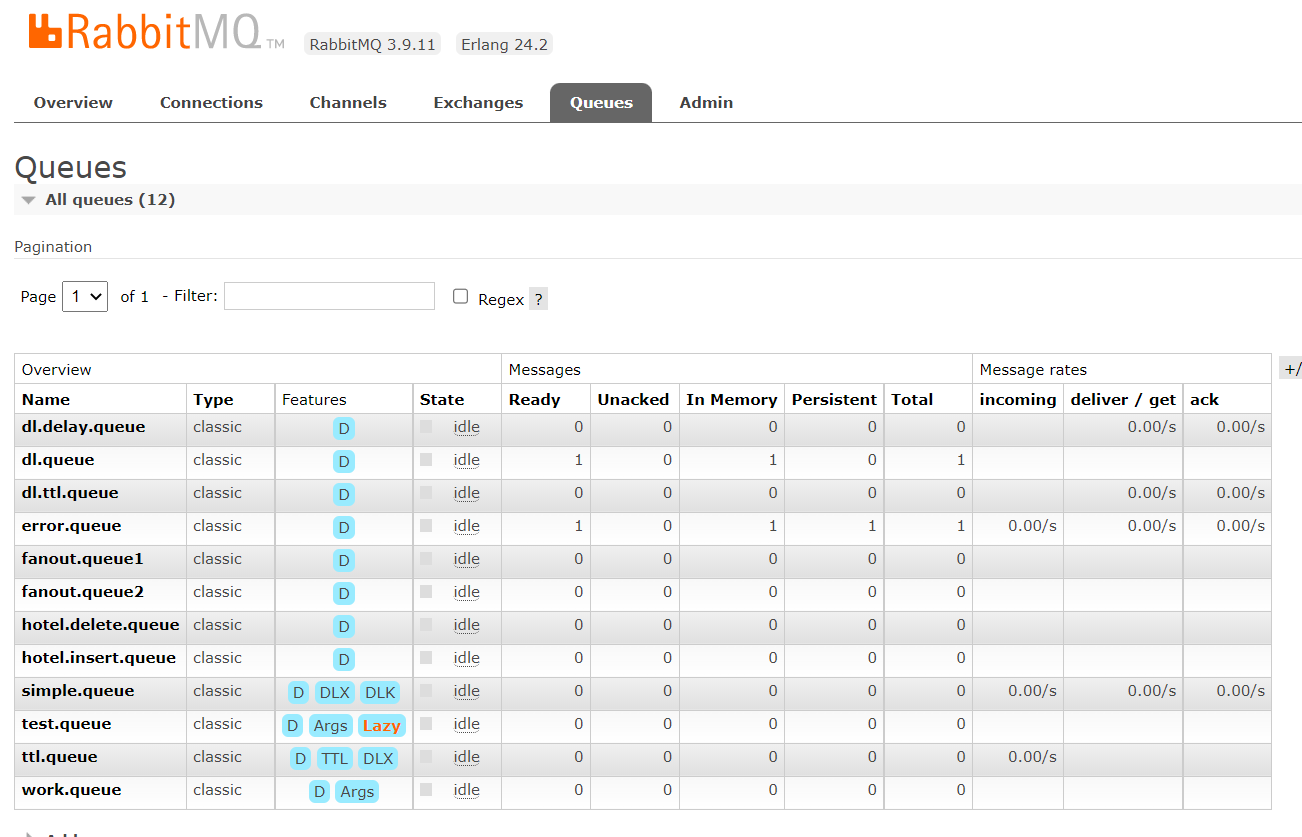 RabbitMQ TM RabbitMQ 3.9.11 Erlang 24.2
Overview Connections Channels Exchanges Queues Admin
Queues
All queues (12)
Pagination
Page 1 of 1 - Filter: Regex ?
Overview Messages Message rates +/
Name Type Features State Ready Unacked In Memory Persistent Total incoming deliver / get ack
dl.delay.queue classic D idle 0 0 0 0 0 0.00/s 0.00/s
dl.queue classic D idle 1 0 1 0 1
dl.ttl.queue classic D idle 0 0 0 0 0 0.00/s 0.00/s
error.queue classic D idle 1 0 1 1 1 0.00/s 0.00/s 0.00/s
fanout.queue1 classic D idle 0 0 0 0 0
fanout.queue2 classic D idle 0 0 0 0 0
hotel.delete.queue classic D idle 0 0 0 0 0
hotel.insert.queue classic D idle 0 0 0 0 0
simple.queue classic D DLX DLK idle 0 0 0 0 0 0.00/s 0.00/s 0.00/s
test.queue classic D Args Lazy idle 0 0 0 0 0
ttl.queue classic D TTL DLX idle 0 0 0 0 0 0.00/s
work.queue classic D Args idle 0 0 0 0 0